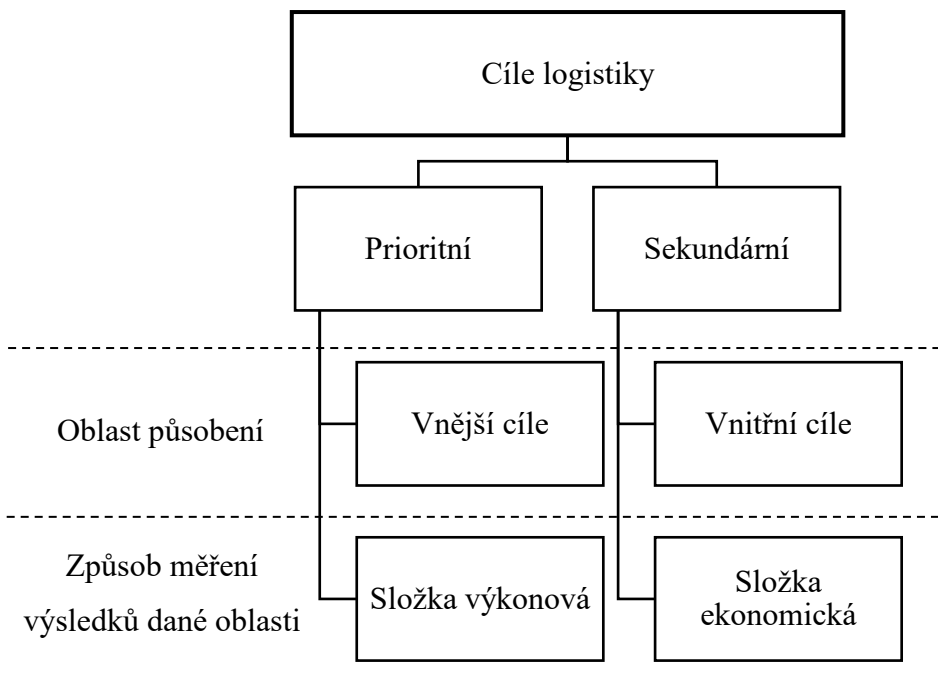 Cíle logistiky
Prioritní
Sekundární
Oblast působení
Vnější cíle
Vnitřní cíle
Způsob měření
výsledků dané oblasti
Složka výkonová
Složka
ekonomická